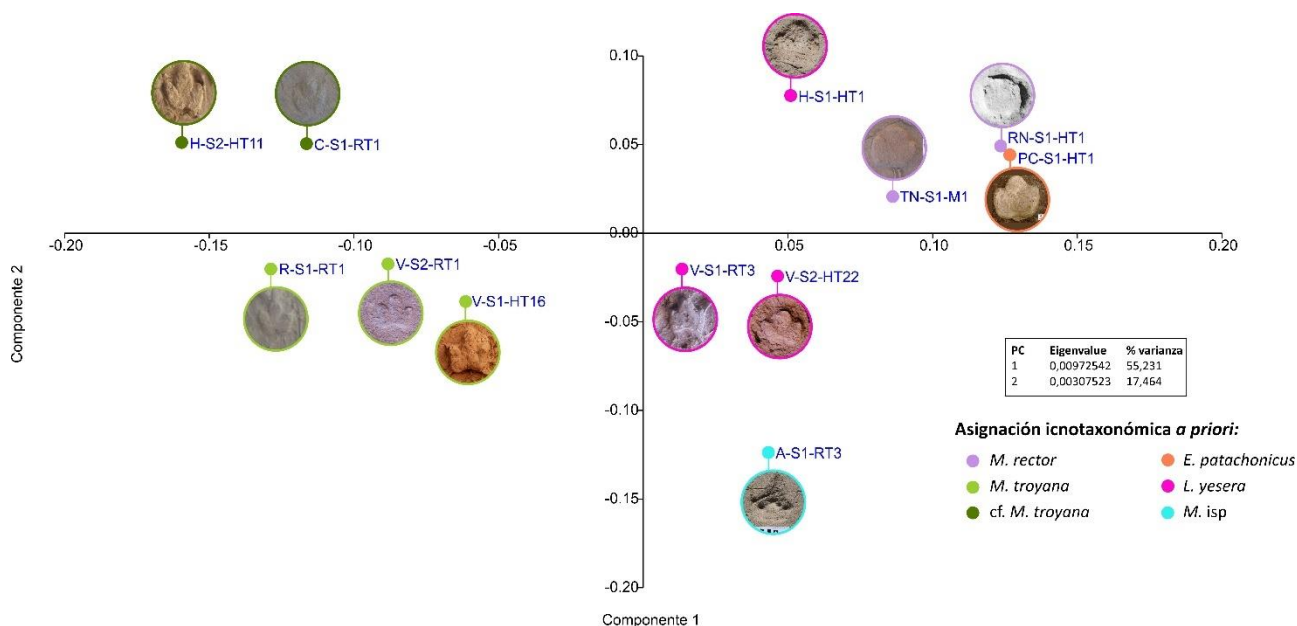 0.10
H-S2-HT11
C-S1-RT1
H-S1-HT1
RN-S1-HT1
PC-S1-HT1
0.05
TN-S1-M1
-0.20
-0.15
-0.10
-0.05
0.00
0.05
0.10
0.15
0.20
R-S1-RT1
V-S2-RT1
V-S1-HT16
V-S1-RT3
V-S2-HT22
-0.05
Componente 2
PC Eigenvalue % varianza
1 0,00972542 55,231
2 0,00307523 17,464
-0.10
A-S1-RT3
-0.15
-0.20
Asignación icnotaxonómica a priori:
M. rector
E. patachonicus
M. troyana
L. yesera
cf. M. troyana
M. isp
Componente 1